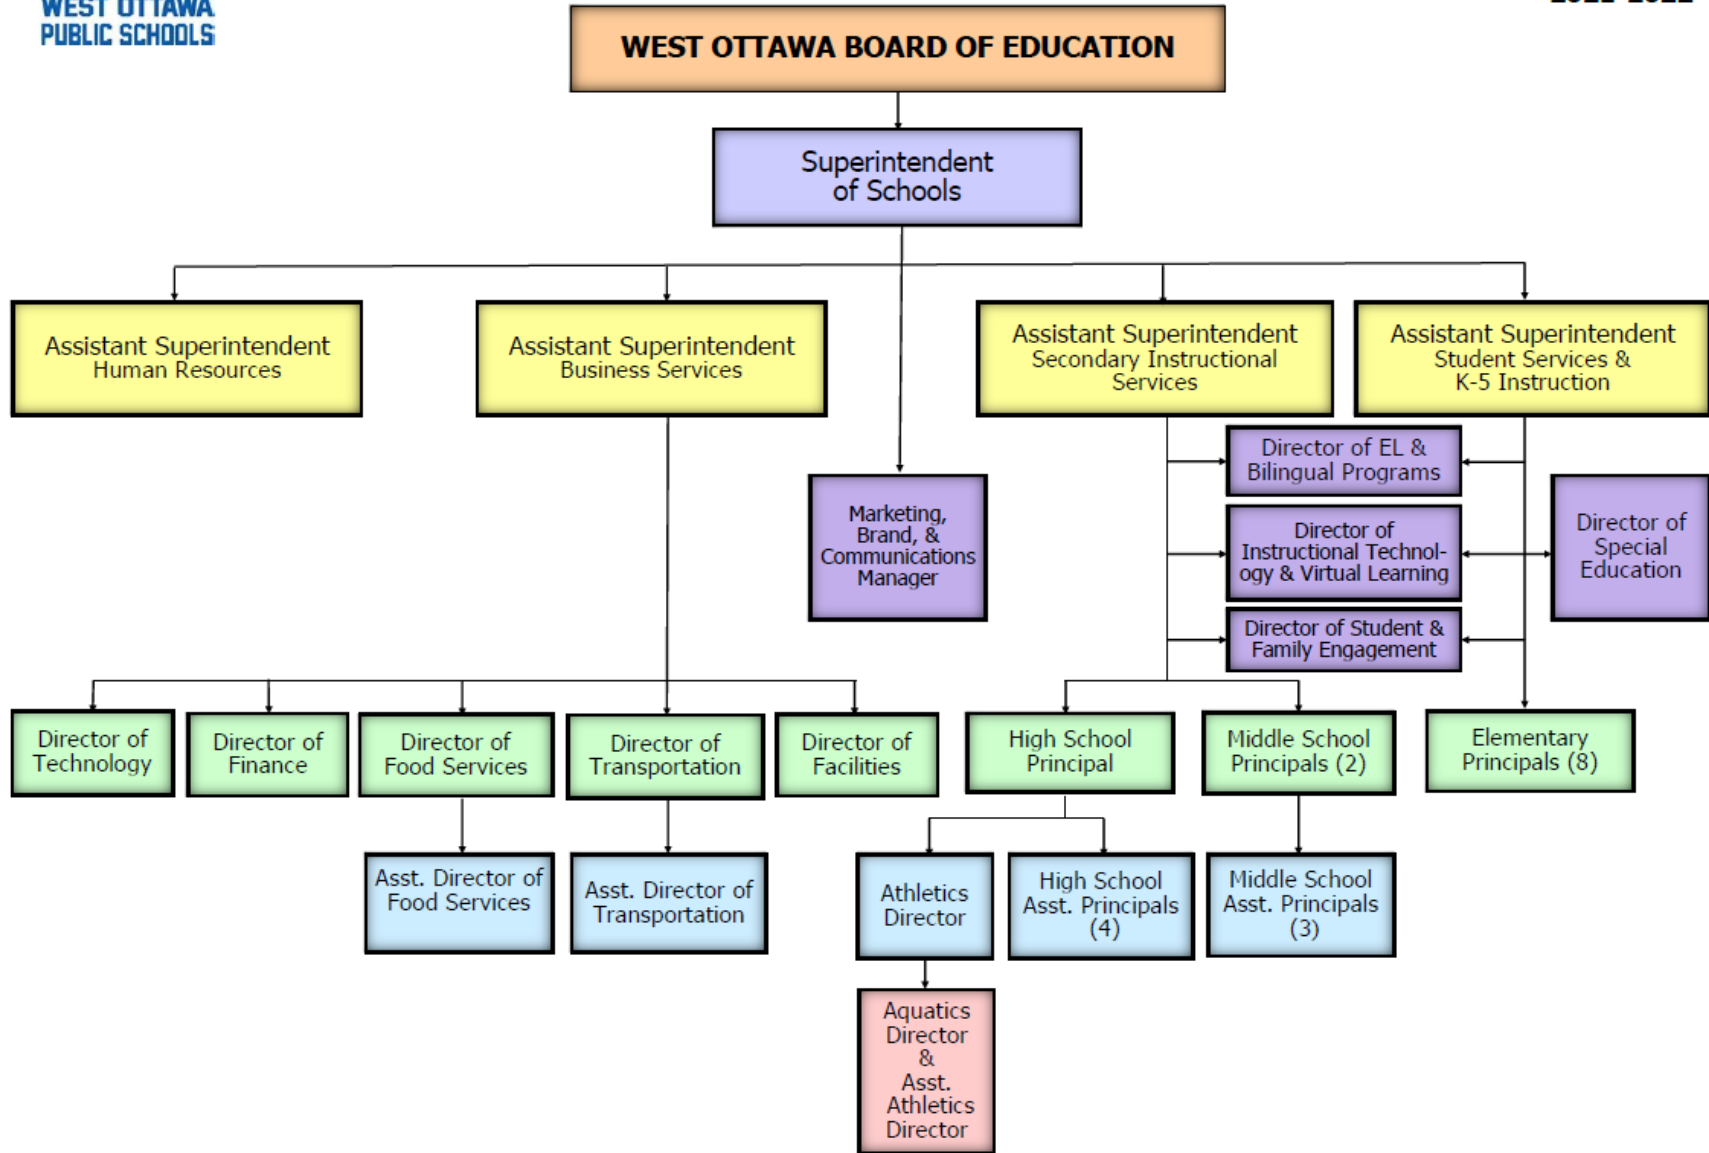 WEST OTTAWA
PUBLIC SCHOOLS
WEST OTTAWA BOARD OF EDUCATION
Superintendent
of Schools
Assistant Superintendent
Human Resources
Assistant Superintendent
Business Services
Assistant Superintendent
Secondary Instructional
Services
Assistant Superintendent
Student Services &
K-5 Instruction
Director of EL &
Bilingual Programs
Marketing,
Brand, &
Communications
Manager
Director of
Instructional Technol-
ogy & Virtual Learning
Director of
Special
Education
Director of Student &
Family Engagement
Director of
Technology
Director of
Finance
Director of
Food Services
Director of
Transportation
Director of
Facilities
High School
Principal
Middle School
Principals (2)
Elementary
Principals (8)
Asst. Director of
Food Services
Asst. Director of
Transportation
Athletics
Director
High School
Asst. Principals
(4)
Middle School
Asst. Principals
(3)
Aquatics
Director
&
Asst.
Athletics
Director